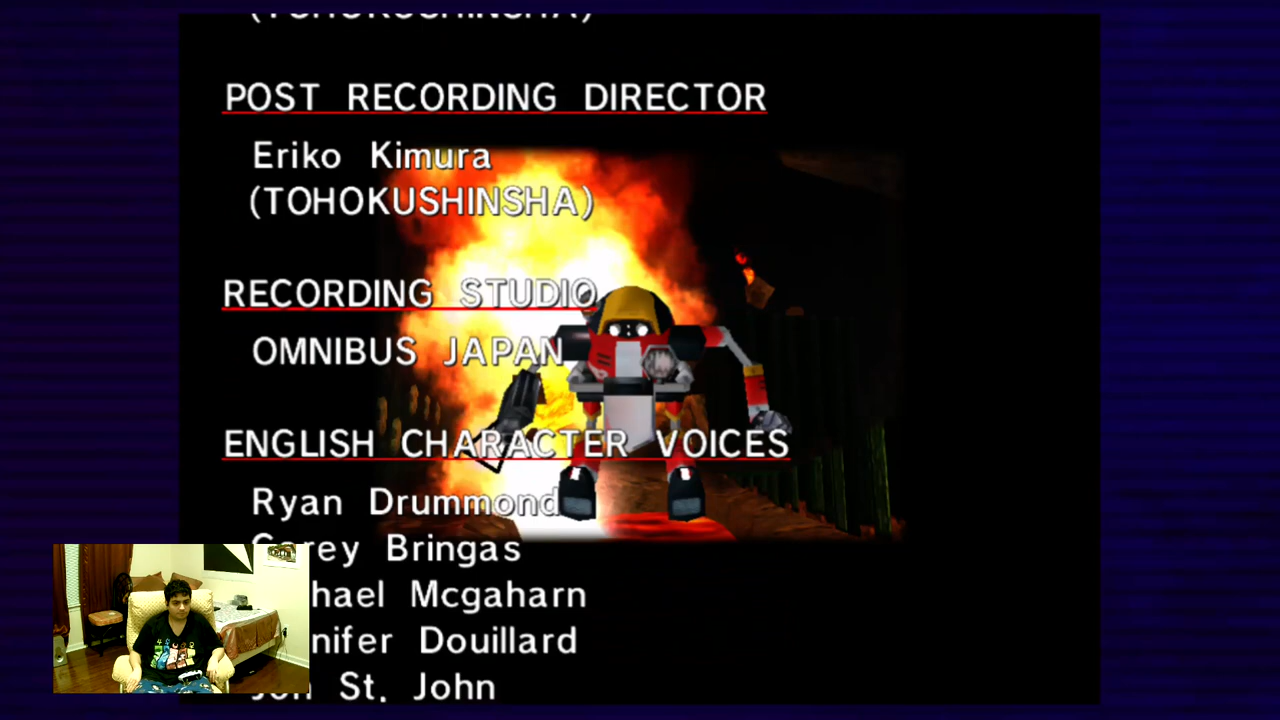 (TOHOKUSHINSHA)
POST RECORDING DIRECTOR
Eriko Kimura
(TOHOKUSHINSHA)
RECORDING STUDIO
OMNIBUS JAPAN
ENGLISH CHARACTER VOICES
Ryan Drummond
Bringas
Mcgaharn
Douillard
St. John